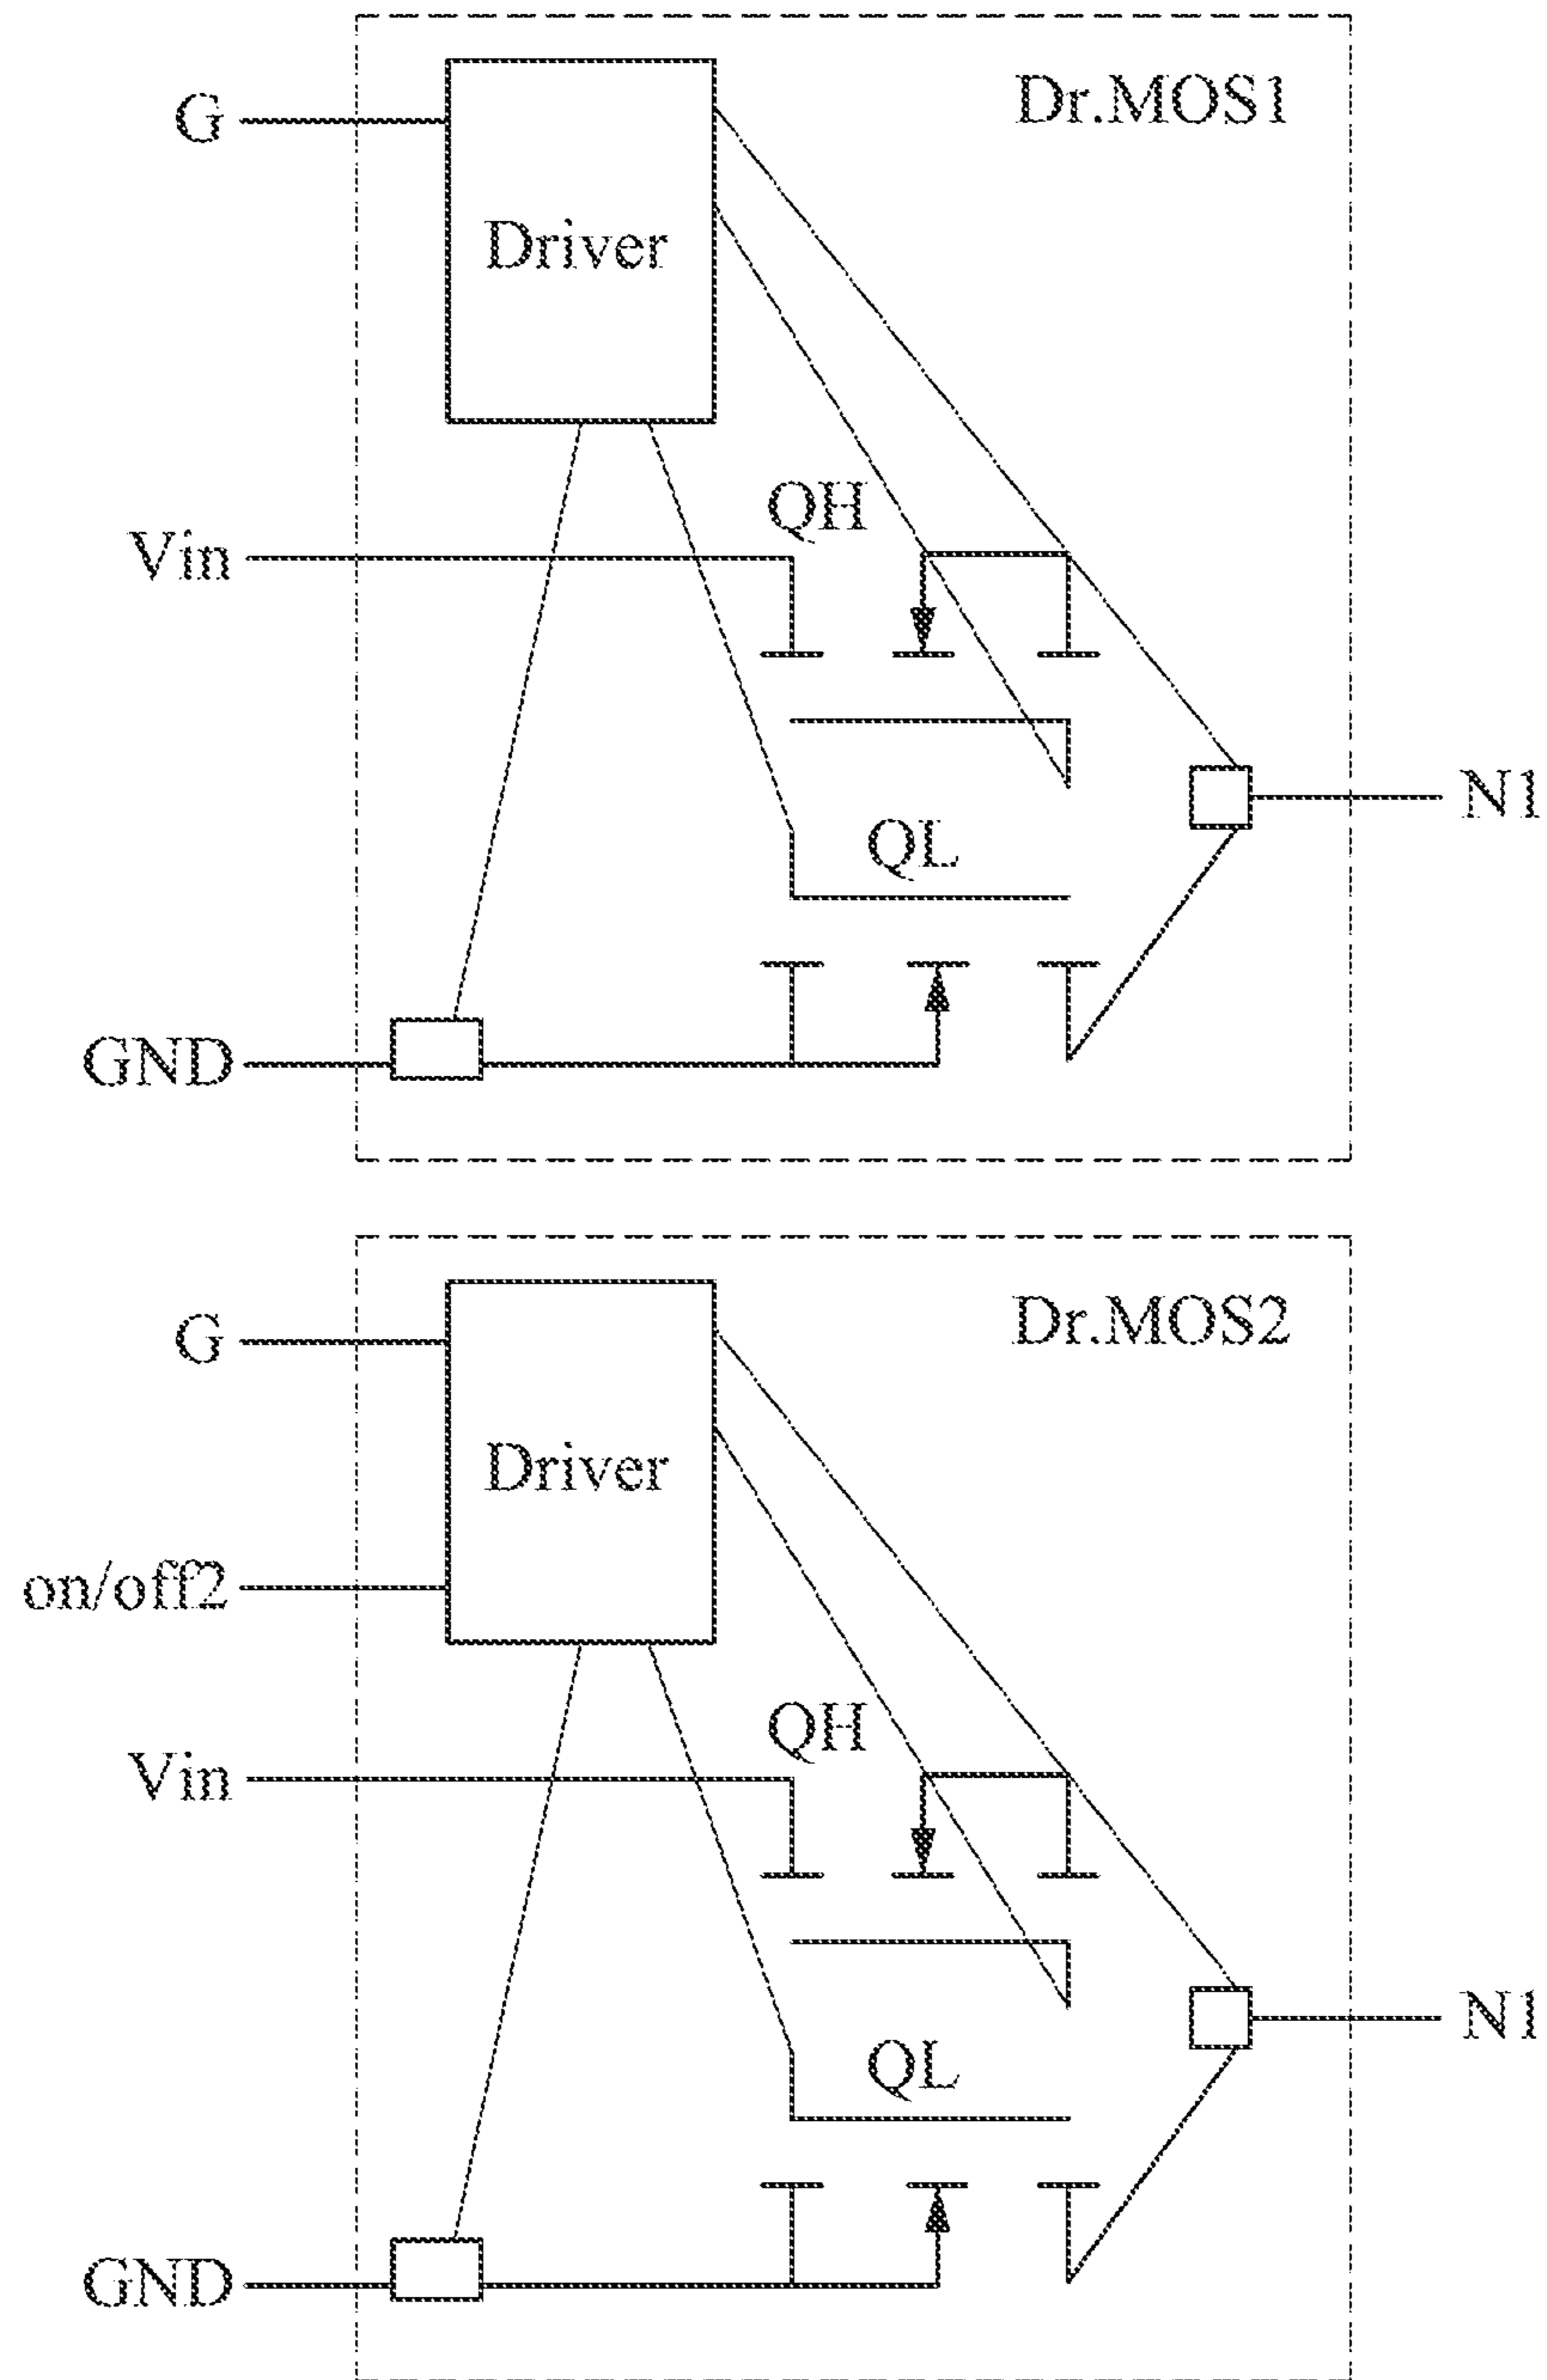 Dr.MOS1
G
Driver
QH
Vin
N1
QL
GND
Dr.MOS2
G
Driver
on/off2
QH
Vin
N1
QL
GND